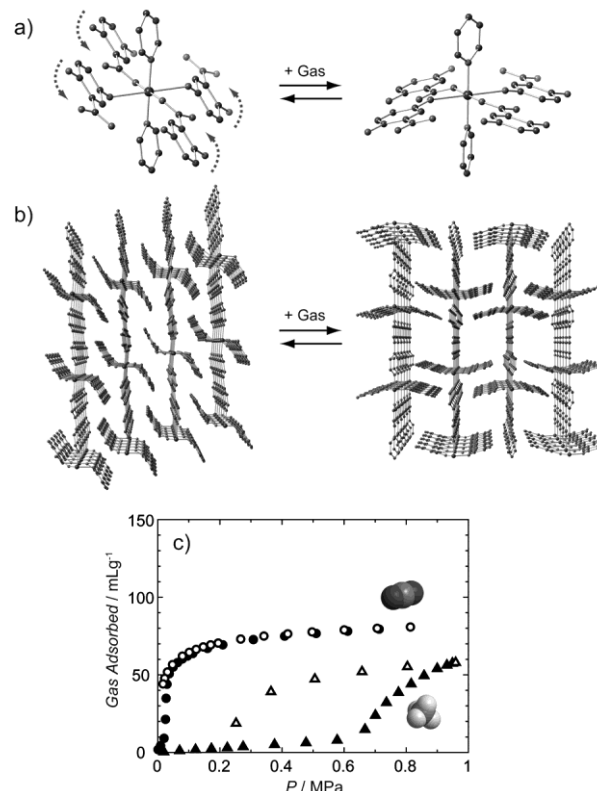 a)
+ Gas
b)
+ Gas
c)
Gas Adsorbed / mLg⁻¹
150
100
50
0
0 0.2 0.4 0.6 0.8 1
P / MPa